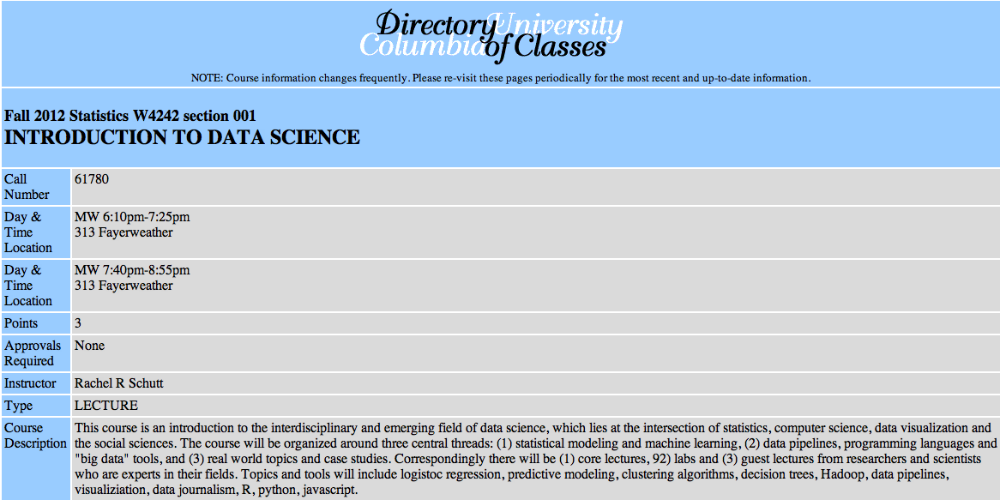 Directory University
Columbia of Classes
NOTE: Course information changes frequently. Please re-visit these pages periodically for the most recent and up-to-date information.
Fall 2012 Statistics W4242 section 001
INTRODUCTION TO DATA SCIENCE
Call
Number
61780
Day &
Time
Location
MW 6:10pm-7:25pm
313 Fayerweather
Day &
Time
Location
MW 7:40pm-8:55pm
313 Fayerweather
Points
3
Approvals
Required
None
Instructor
Rachel R Schutt
Type
LECTURE
Course
Description
This course is an introduction to the interdisciplinary and emerging field of data science, which lies at the intersection of statistics, computer science, data visualization and
the social sciences. The course will be organized around three central threads: (1) statistical modeling and machine learning, (2) data pipelines, programming languages and
"big data" tools, and (3) real world topics and case studies. Correspondingly there will be (1) core lectures, 92) labs and (3) guest lectures from researchers and scientists
who are experts in their fields. Topics and tools will include logistoc regression, predictive modeling, clustering algorithms, decision trees, Hadoop, data pipelines,
visualiziation, data journalism, R, python, javascript.